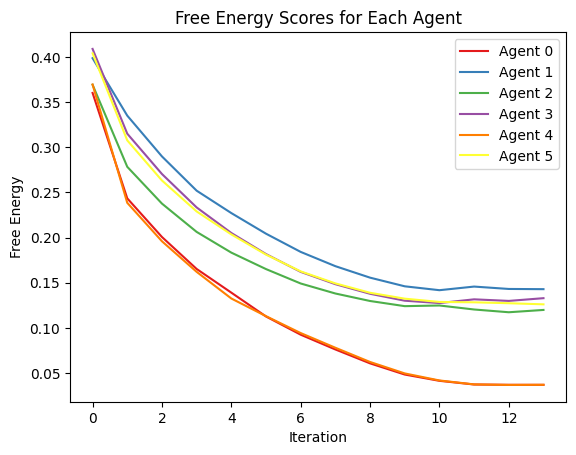 Free Energy Scores for Each Agent
Agent 0
Agent 1
Agent 2
Agent 3
Agent 4
Agent 5
0.40
0.35
0.30
0.25
0.20
0.15
0.10
0.05
Free Energy
0 2 4 6 8 10 12
Iteration